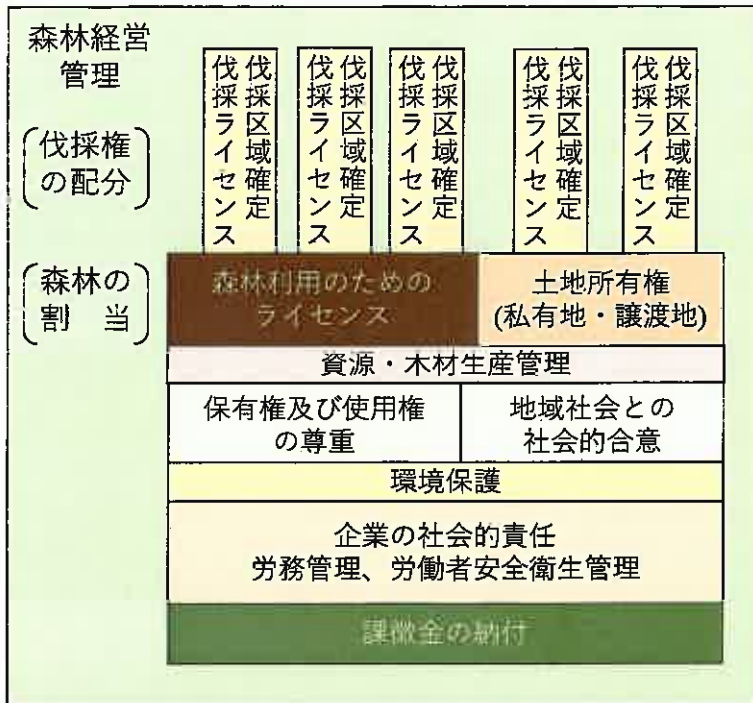 森林経営
管理
伐採区域確定
伐採ライセンス
伐採区域確定
伐採ライセンス
伐採区域確定
伐採ライセンス
伐採区域確定
伐採ライセンス
伐採区域確定
伐採ライセンス
(伐採権
の配分)
(森林の
割 当)
森林利用のための
ライセンス
土地所有権
(私有地・譲渡地)
資源・木材生産管理
保有権及び使用権
の尊重
地域社会との
社会的合意
環境保護
企業の社会的責任
労務管理、労働者安全衛生管理
課徴金の納付